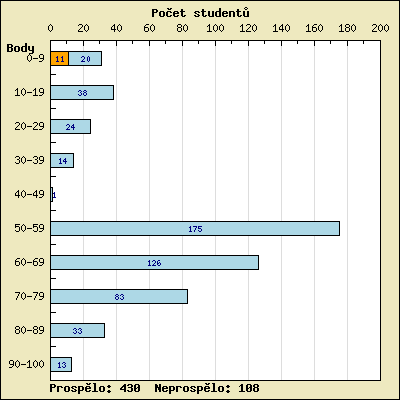 Počet studentů
0 20 40 60 80 100 120 140 160 180 200
Body
0-9 11 20
10-19 38
20-29 24
30-39 14
40-49 1
50-59 175
60-69 126
70-79 83
80-89 33
90-100 13
Prospělo: 430 Neprospělo: 108